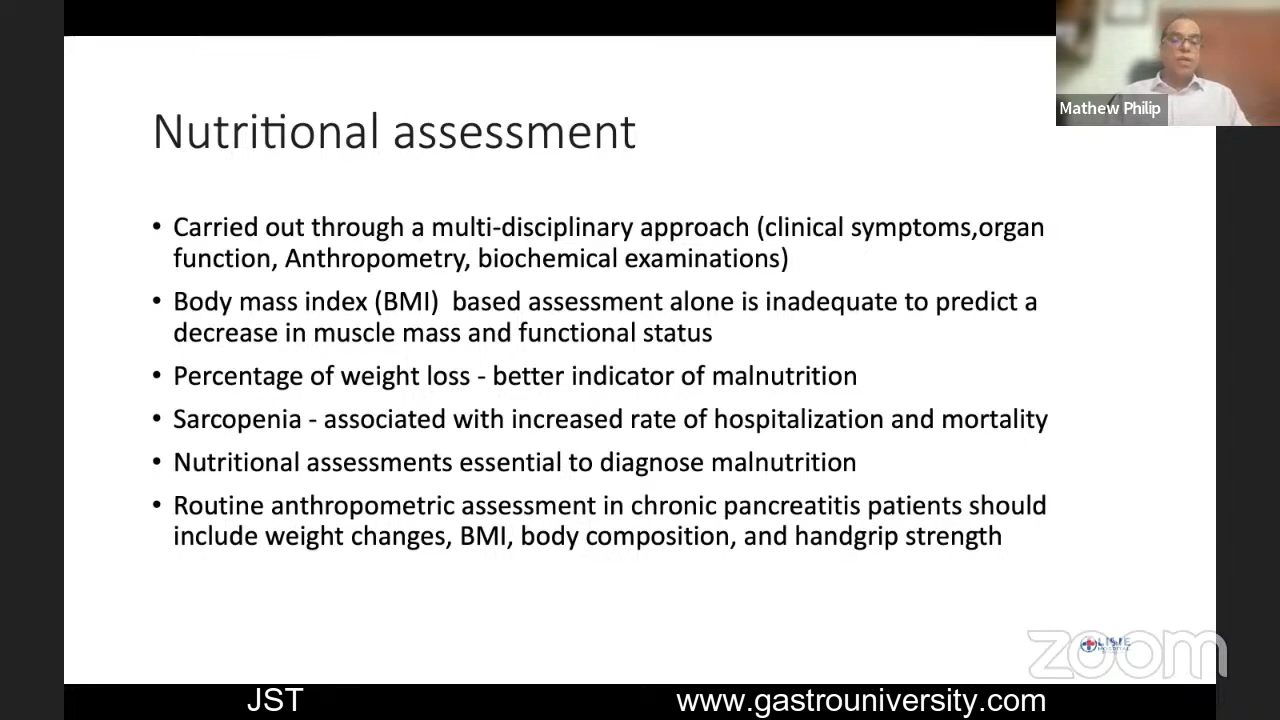 Mathew Philip
Nutritional assessment
• Carried out through a multi-disciplinary approach (clinical symptoms,organ
function, Anthropometry, biochemical examinations)
• Body mass index (BMI)  based assessment alone is inadequate to predict a
decrease in muscle mass and functional status
• Percentage of weight loss - better indicator of malnutrition
• Sarcopenia - associated with increased rate of hospitalization and mortality
• Nutritional assessments essential to diagnose malnutrition
• Routine anthropometric assessment in chronic pancreatitis patients should
include weight changes, BMI, body composition, and handgrip strength
LISIE
HOSPITAL
zoom
JST
www.gastrouniversity.com